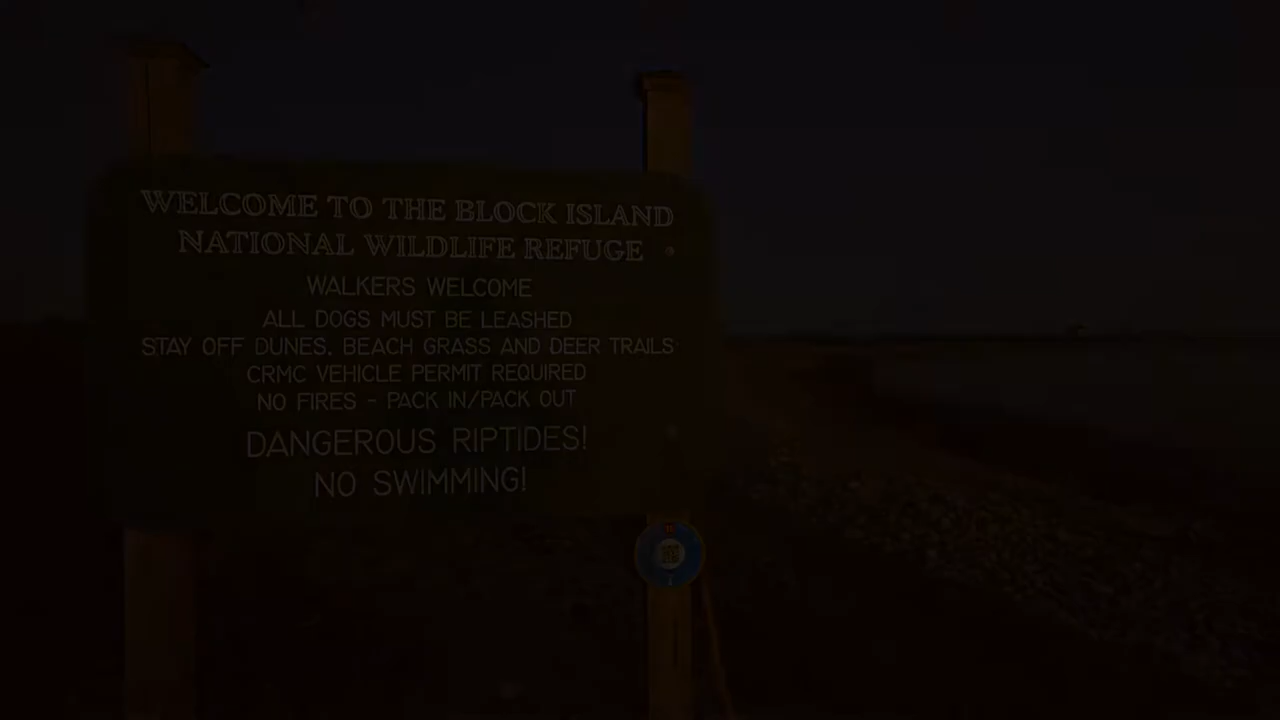 WELCOME TO THE BLOCK ISLAND
NATIONAL WILDLIFE REFUGE
WALKERS WELCOME
ALL DOGS MUST BE LEASHED
STAY OFF DUNES, BEACH GRASS AND DEER TRAILS
CRMC VEHICLE PERMIT REQUIRED
NO FIRES - PACK IN/PACK OUT
DANGEROUS RIPTIDES!
NO SWIMMING!